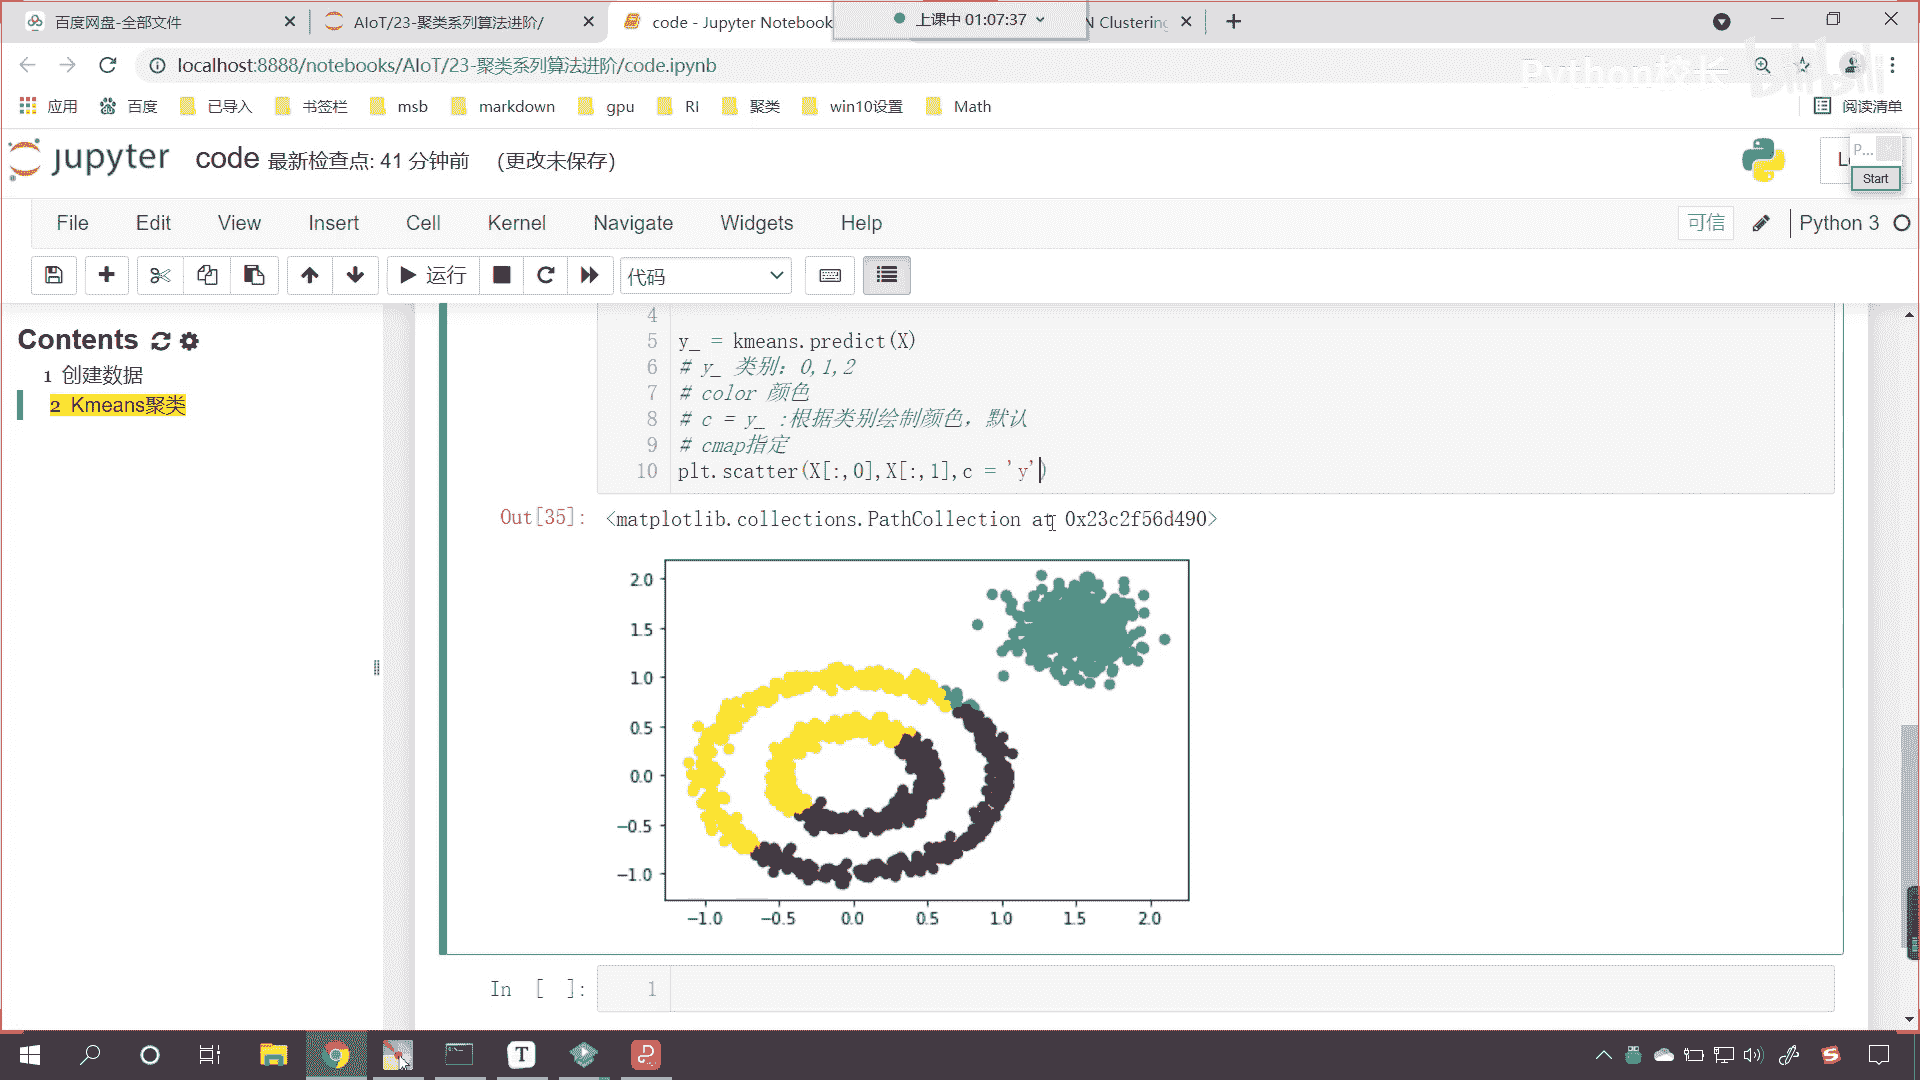 百度网盘-全部文件
AIoT/23-聚类系列算法进阶/
code - Jupyter Notebook
上课中 01:07:37
N Clustering
localhost:8888/notebooks/AIoT/23-聚类系列算法进阶/code.ipynb
Python校长
bilibili
应用
百度
已导入
书签栏
msb
markdown
gpu
RI
聚类
win10设置
Math
阅读清单
jupyter
code 最新检查点: 41 分钟前 (更改未保存)
P...
Start
File
Edit
View
Insert
Cell
Kernel
Navigate
Widgets
Help
可信
Python 3
运行
代码
Contents
1 创建数据
2 Kmeans聚类
4
5 y_ = kmeans.predict(X)
6 # y_ 类别: 0,1,2
7 # color 颜色
8 # c = y_ :根据类别绘制颜色，默认
9 # cmap指定
10 plt.scatter(X[:,0],X[:,1],c = 'y')
Out[35]: <matplotlib.collections.PathCollection at 0x23c2f56d490>
2.0
1.5
1.0
0.5
0.0
−0.5
−1.0
−1.0 −0.5 0.0 0.5 1.0 1.5 2.0
In [ ]: 1
T